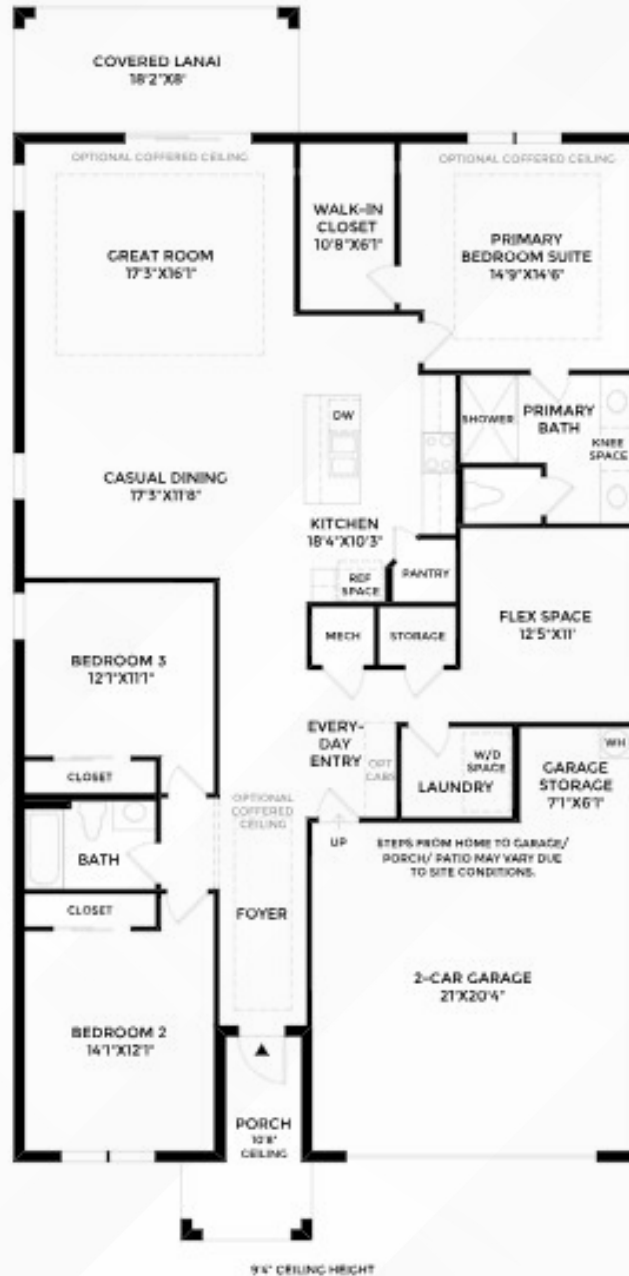 COVERED LANAI
18'2"X8'
OPTIONAL COFFERED CEILING
OPTIONAL COFFERED CEILING
WALK-IN
CLOSET
10'8"X6'1"
GREAT ROOM
17'3"X16'1"
PRIMARY
BEDROOM SUITE
14'9"X14'6"
DW
SHOWER
PRIMARY
BATH
KNEE
SPACE
CASUAL DINING
17'3"X11'8"
KITCHEN
18'4"X10'3"
REF
SPACE
PANTRY
FLEX SPACE
12'5"X11'
MECH
STORAGE
BEDROOM 3
12'1"X11'1"
EVERY-
DAY
ENTRY
OPT
CABS
W/D
SPACE
LAUNDRY
WH
GARAGE
STORAGE
7'1"X6'1"
CLOSET
OPTIONAL
COFFERED
CEILING
UP
STEPS FROM HOME TO GARAGE/
PORCH/ PATIO MAY VARY DUE
TO SITE CONDITIONS.
BATH
CLOSET
FOYER
2-CAR GARAGE
21'X20'4"
BEDROOM 2
14'1"X12'1"
PORCH
10'8"
CEILING
9'4" CEILING HEIGHT